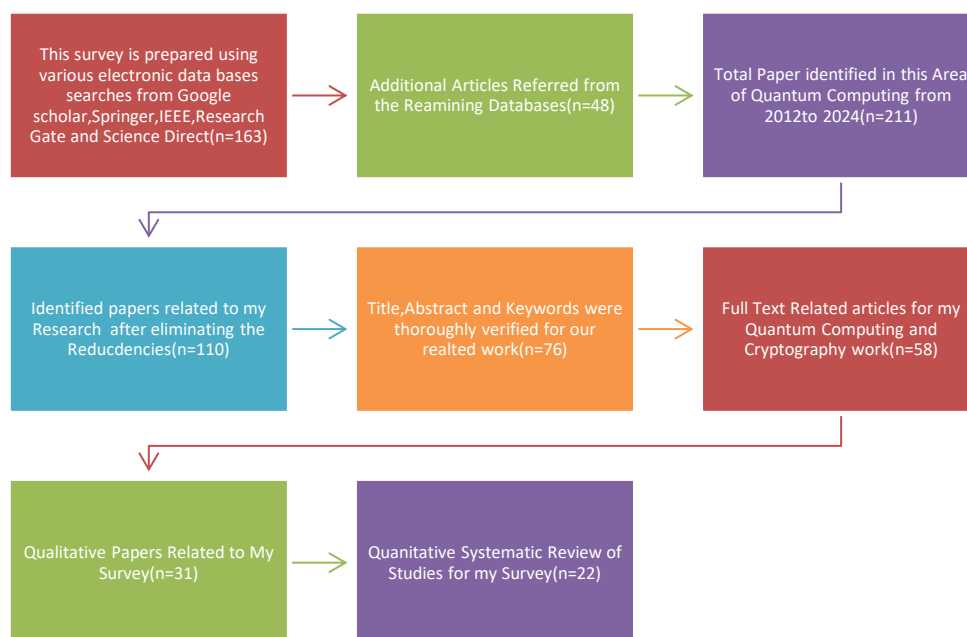 This survey is prepared using
various electronic data bases
searches from Google
scholar,Springer,IEEE,Research
Gate and Science Direct(n=163)
Additional Articles Referred from
the Reamining Databases(n=48)
Total Paper identified in this Area
of Quantum Computing from
2012to 2024(n=211)
Identified papers related to my
Research after eliminating the
Reducdencies(n=110)
Title,Abstract and Keywords were
thoroughly verified for our
realted work(n=76)
Full Text Related articles for my
Quantum Computing and
Cryptography work(n=58)
Qualitative Papers Related to My
Survey(n=31)
Quanitative Systematic Review of
Studies for my Survey(n=22)